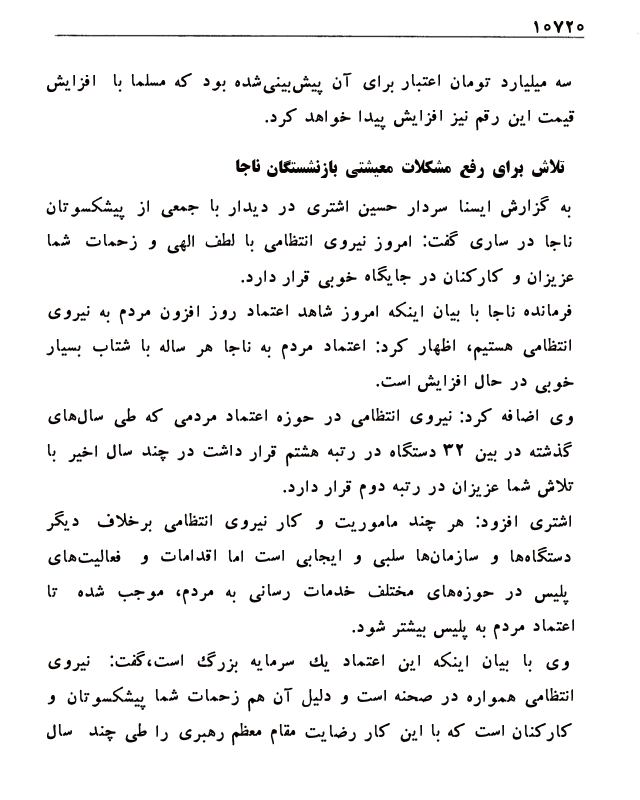 ۱۰۷۲۰
سه میلیارد تومان اعتبار برای آن پیش‌بینی‌شده بود که مسلما با افزایش
قیمت این رقم نیز افزایش پیدا خواهد کرد.
تلاش برای رفع مشکلات معیشتی بازنشستگان ناجا
به گزارش ایسنا سردار حسین اشتری در دیدار با جمعی از پیشکسوتان
ناجا در ساری گفت: امروز نیروی انتظامی با لطف الهی و زحمات شما
عزیزان و کارکنان در جایگاه خوبی قرار دارد.
فرمانده ناجا با بیان اینکه امروز شاهد اعتماد روز افزون مردم به نیروی
انتظامی هستیم، اظهار کرد: اعتماد مردم به ناجا هر ساله با شتاب بسیار
خوبی در حال افزایش است.
وی اضافه کرد: نیروی انتظامی در حوزه اعتماد مردمی که طی سال‌های
گذشته در بین ۳۲ دستگاه در رتبه هشتم قرار داشت در چند سال اخیر با
تلاش شما عزیزان در رتبه دوم قرار دارد.
اشتری افزود: هر چند ماموریت و کار نیروی انتظامی برخلاف دیگر
دستگاه‌ها و سازمان‌ها سلبی و ایجابی است اما اقدامات و فعالیت‌های
پلیس در حوزه‌های مختلف خدمات رسانی به مردم، موجب شده تا
اعتماد مردم به پلیس بیشتر شود.
وی با بیان اینکه این اعتماد یك سرمایه بزرگ است،گفت: نیروی
انتظامی همواره در صحنه است و دلیل آن هم زحمات شما پیشکسوتان و
کارکنان است که با این کار رضایت مقام معظم رهبری را طی چند سال